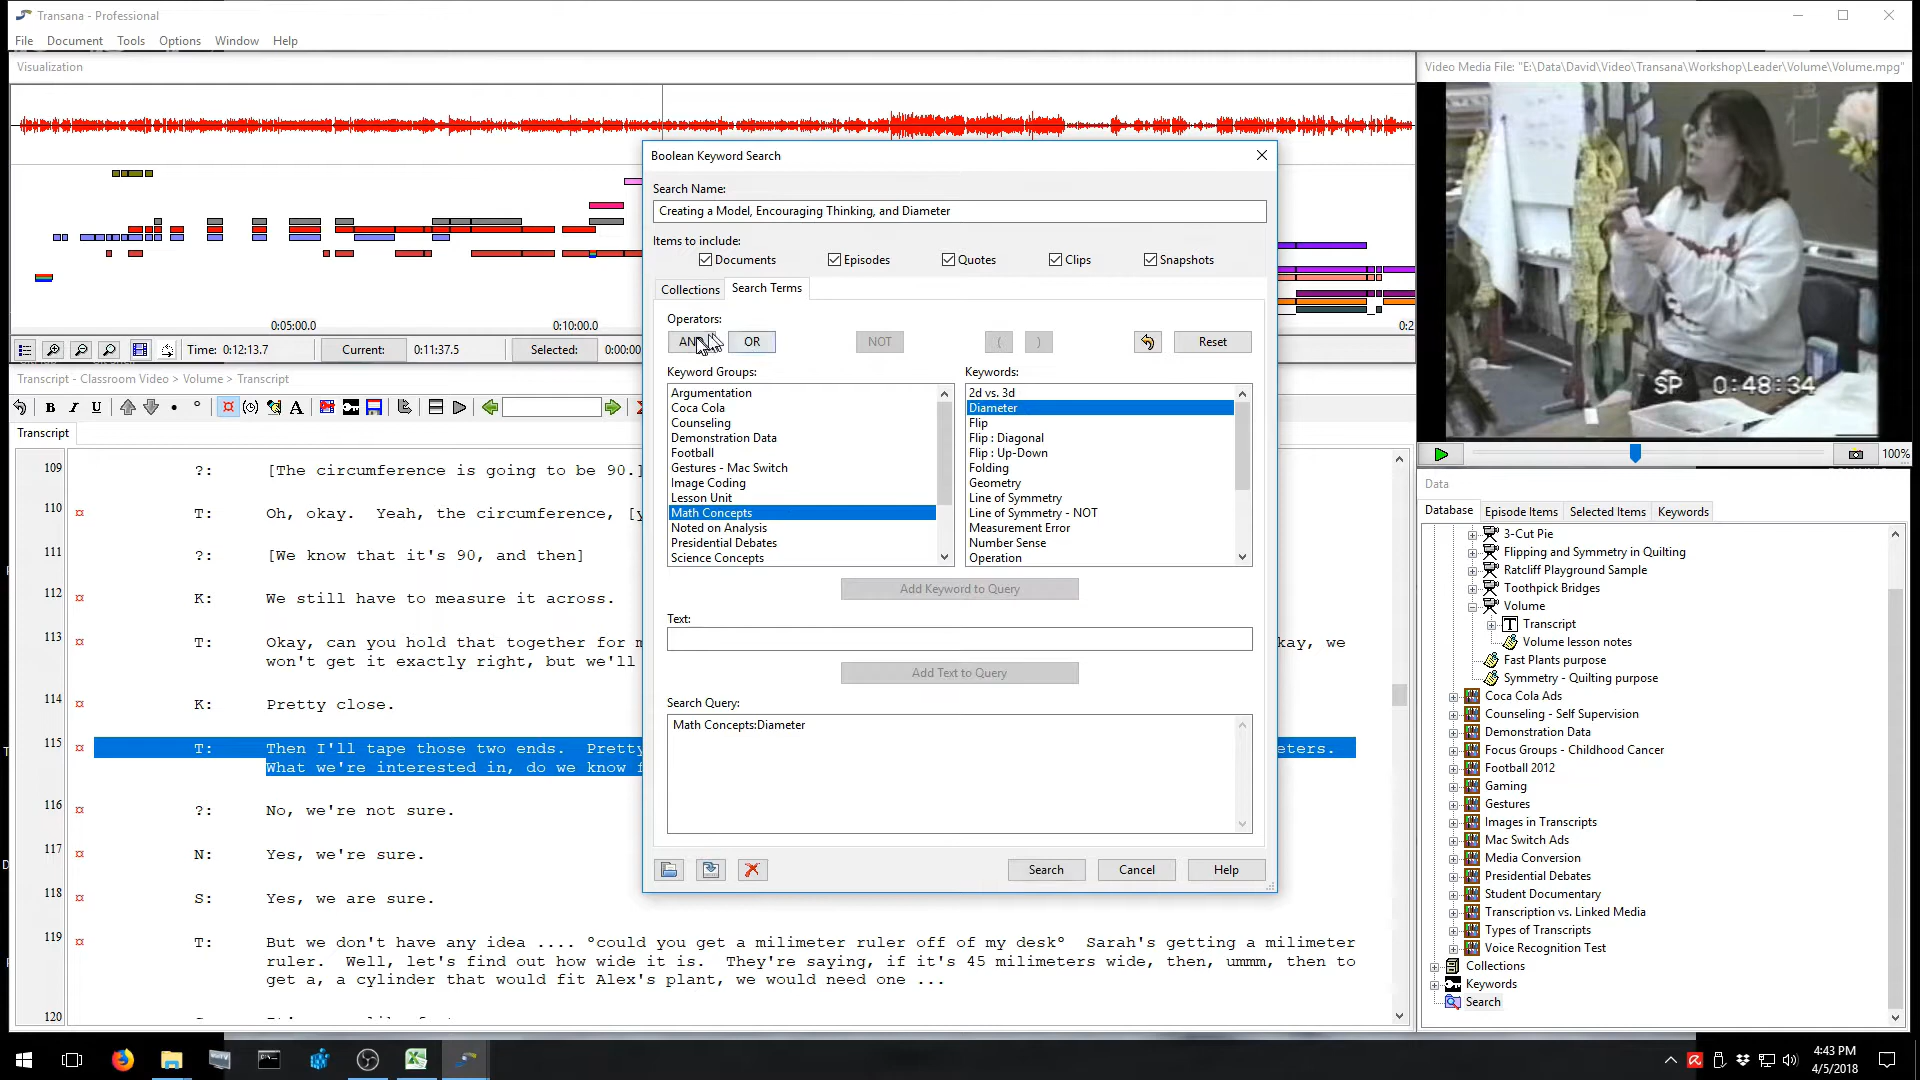 Transana - Professional
File Document Tools Options Window Help
Visualization
0:05:00.0 0:10:00.0
Time: 0:12:13.7 Current: 0:11:37.5 Selected: 0:00:00
Transcript - Classroom Video > Volume > Transcript
B I U A
Transcript
109 ?: [The circumference is going to be 90.]
110 T: Oh, okay. Yeah, the circumference, [y
111 ?: [We know that it's 90, and then]
112 K: We still have to measure it across.
113 T: Okay, can you hold that together for m kay, we
won't get it exactly right, but we'll
114 K: Pretty close.
115 T: Then I'll tape those two ends. Pretty eters.
What we're interested in, do we know f
116 ?: No, we're not sure.
117 N: Yes, we're sure.
118 S: Yes, we are sure.
119 T: But we don't have any idea .... °could you get a milimeter ruler off of my desk° Sarah's getting a milimeter
ruler. Well, let's find out how wide it is. They're saying, if it's 45 milimeters wide, then, ummm, then to
get a, a cylinder that would fit Alex's plant, we would need one ...
120
Boolean Keyword Search
Search Name:
Creating a Model, Encouraging Thinking, and Diameter
Items to include:
Documents Episodes Quotes Clips Snapshots
Collections Search Terms
Operators:
AND OR NOT ( ) Reset
Keyword Groups:
Argumentation
Coca Cola
Counseling
Demonstration Data
Football
Gestures - Mac Switch
Image Coding
Lesson Unit
Math Concepts
Noted on Analysis
Presidential Debates
Science Concepts
Keywords:
2d vs. 3d
Diameter
Flip
Flip : Diagonal
Flip : Up-Down
Folding
Geometry
Line of Symmetry
Line of Symmetry - NOT
Measurement Error
Number Sense
Operation
Add Keyword to Query
Text:
Add Text to Query
Search Query:
Math Concepts:Diameter
Search Cancel Help
0:2
Video Media File: "E:\Data\David\Video\Transana\Workshop\Leader\Volume\Volume.mpg"
SP 0:48:34
100%
Data
Database Episode Items Selected Items Keywords
3-Cut Pie
Flipping and Symmetry in Quilting
Ratcliff Playground Sample
Toothpick Bridges
Volume
T Transcript
Volume lesson notes
Fast Plants purpose
Symmetry - Quilting purpose
Coca Cola Ads
Counseling - Self Supervision
Demonstration Data
Focus Groups - Childhood Cancer
Football 2012
Gaming
Gestures
Images in Transcripts
Mac Switch Ads
Media Conversion
Presidential Debates
Student Documentary
Transcription vs. Linked Media
Types of Transcripts
Voice Recognition Test
Collections
Keywords
Search
4:43 PM
4/5/2018